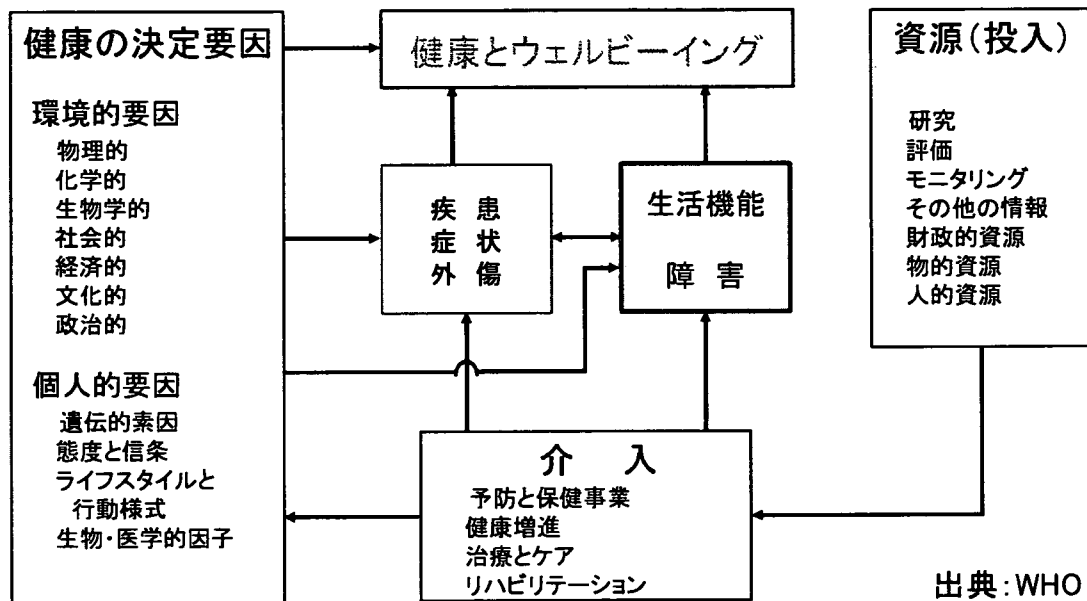 健康の決定要因
環境的要因
物理的
化学的
生物学的
社会的
経済的
文化的
政治的
個人的要因
遺伝的素因
態度と信条
ライフスタイルと
行動様式
生物・医学的因子
健康とウェルビーイング
疾 患
症 状
外 傷
生活機能
障 害
介 入
予防と保健事業
健康増進
治療とケア
リハビリテーション
資源(投入)
研究
評価
モニタリング
その他の情報
財政的資源
物的資源
人的資源
出典:WHO